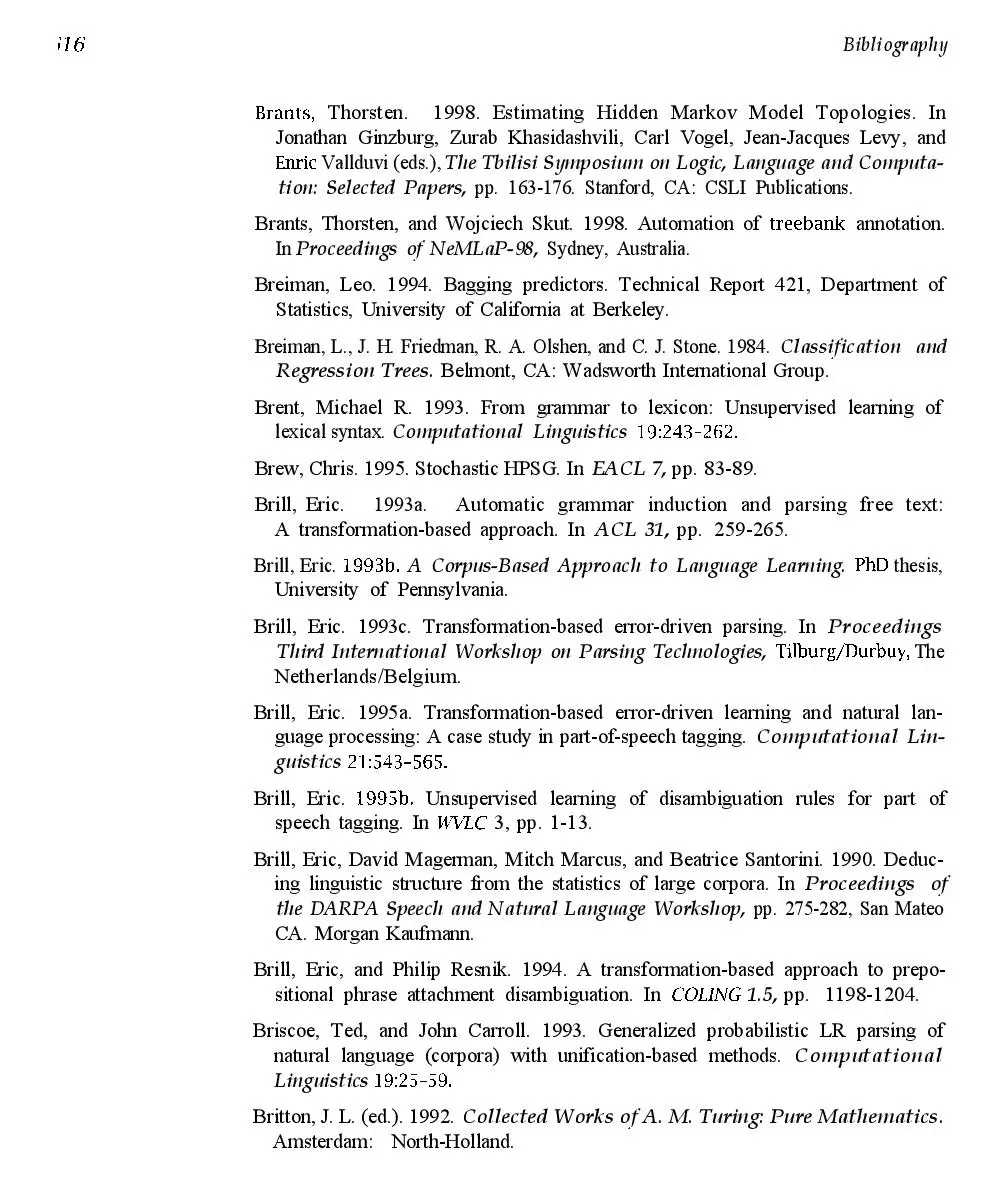 616 Bibliography
Brants, Thorsten. 1998. Estimating Hidden Markov Model Topologies. In
Jonathan Ginzburg, Zurab Khasidashvili, Carl Vogel, Jean-Jacques Levy, and
Enric Vallduvi (eds.), The Tbilisi Symposium on Logic, Language and Computa-
tion: Selected Papers, pp. 163-176. Stanford, CA: CSLI Publications.
Brants, Thorsten, and Wojciech Skut. 1998. Automation of treebank annotation.
In Proceedings of NeMLaP-98, Sydney, Australia.
Breiman, Leo. 1994. Bagging predictors. Technical Report 421, Department of
Statistics, University of California at Berkeley.
Breiman, L., J. H. Friedman, R. A. Olshen, and C. J. Stone. 1984. Classification and
Regression Trees. Belmont, CA: Wadsworth International Group.
Brent, Michael R. 1993. From grammar to lexicon: Unsupervised learning of
lexical syntax. Computational Linguistics 19:243-262.
Brew, Chris. 1995. Stochastic HPSG. In EACL 7, pp. 83-89.
Brill, Eric. 1993a. Automatic grammar induction and parsing free text:
A transformation-based approach. In ACL 31, pp. 259-265.
Brill, Eric. 1993b. A Corpus-Based Approach to Language Learning. PhD thesis,
University of Pennsylvania.
Brill, Eric. 1993c. Transformation-based error-driven parsing. In Proceedings
Third International Workshop on Parsing Technologies, Tilburg/Durbuy, The
Netherlands/Belgium.
Brill, Eric. 1995a. Transformation-based error-driven learning and natural lan-
guage processing: A case study in part-of-speech tagging. Computational Lin-
guistics 21:543-565.
Brill, Eric. 1995b. Unsupervised learning of disambiguation rules for part of
speech tagging. In WVLC 3, pp. 1-13.
Brill, Eric, David Magerman, Mitch Marcus, and Beatrice Santorini. 1990. Deduc-
ing linguistic structure from the statistics of large corpora. In Proceedings of
the DARPA Speech and Natural Language Workshop, pp. 275-282, San Mateo
CA. Morgan Kaufmann.
Brill, Eric, and Philip Resnik. 1994. A transformation-based approach to prepo-
sitional phrase attachment disambiguation. In COLING 1.5, pp. 1198-1204.
Briscoe, Ted, and John Carroll. 1993. Generalized probabilistic LR parsing of
natural language (corpora) with unification-based methods. Computational
Linguistics 19:25-59.
Britton, J. L. (ed.). 1992. Collected Works of A. M. Turing: Pure Mathematics.
Amsterdam: North-Holland.